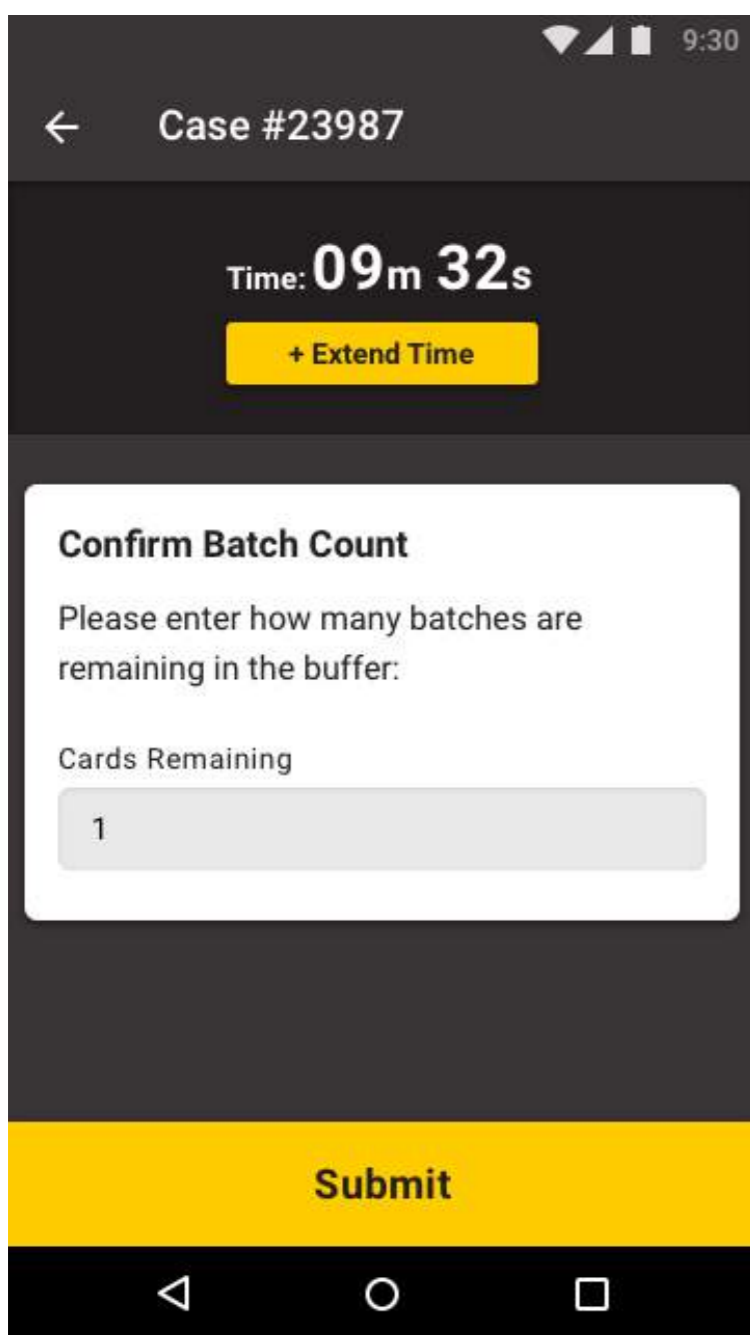 9:30
Case #23987
Time: 09m 32s
+ Extend Time
Confirm Batch Count
Please enter how many batches are
remaining in the buffer:
Cards Remaining
1
Submit